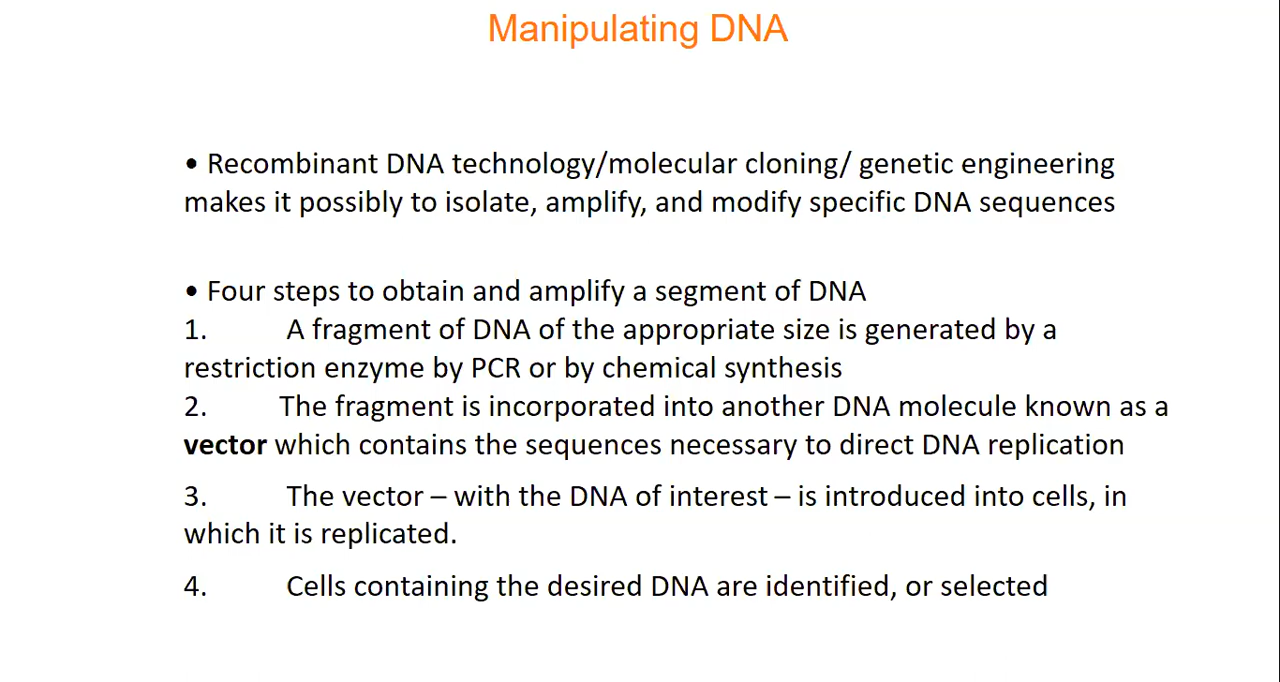 Manipulating DNA
• Recombinant DNA technology/molecular cloning/ genetic engineering
makes it possibly to isolate, amplify, and modify specific DNA sequences
• Four steps to obtain and amplify a segment of DNA
1. A fragment of DNA of the appropriate size is generated by a
restriction enzyme by PCR or by chemical synthesis
2. The fragment is incorporated into another DNA molecule known as a
vector which contains the sequences necessary to direct DNA replication
3. The vector – with the DNA of interest – is introduced into cells, in
which it is replicated.
4. Cells containing the desired DNA are identified, or selected